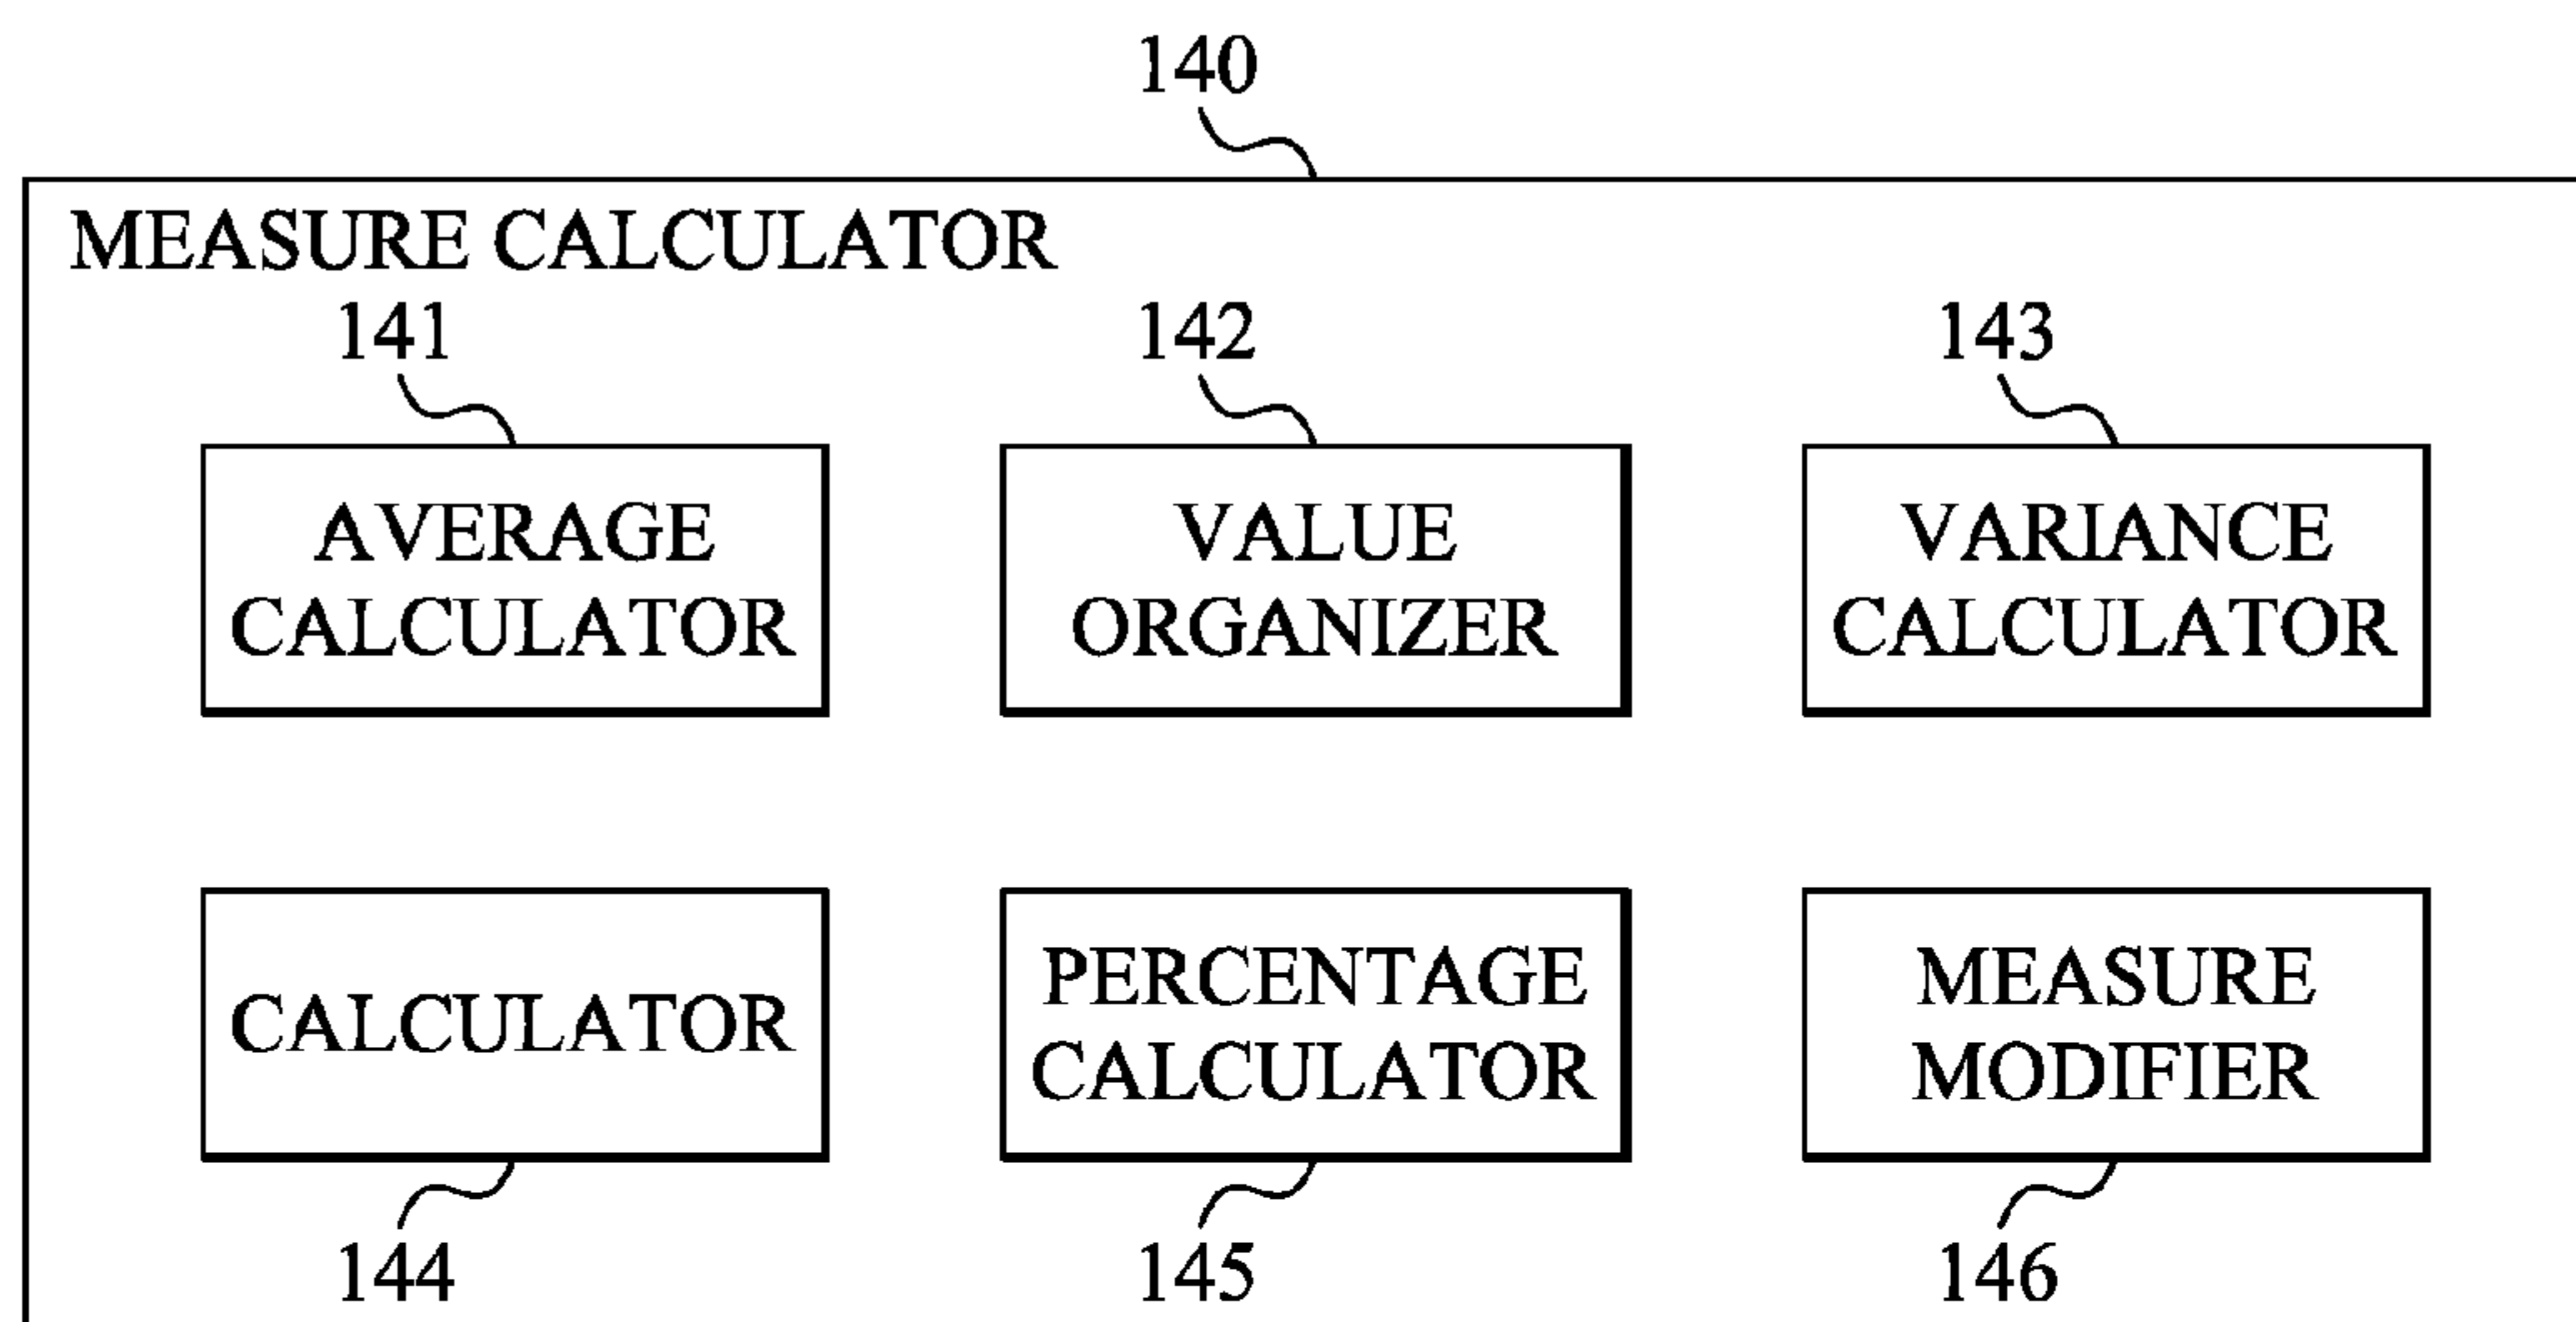 140
MEASURE CALCULATOR
141
142
143
AVERAGE
CALCULATOR
VALUE
ORGANIZER
VARIANCE
CALCULATOR
CALCULATOR
PERCENTAGE
CALCULATOR
MEASURE
MODIFIER
144
145
146